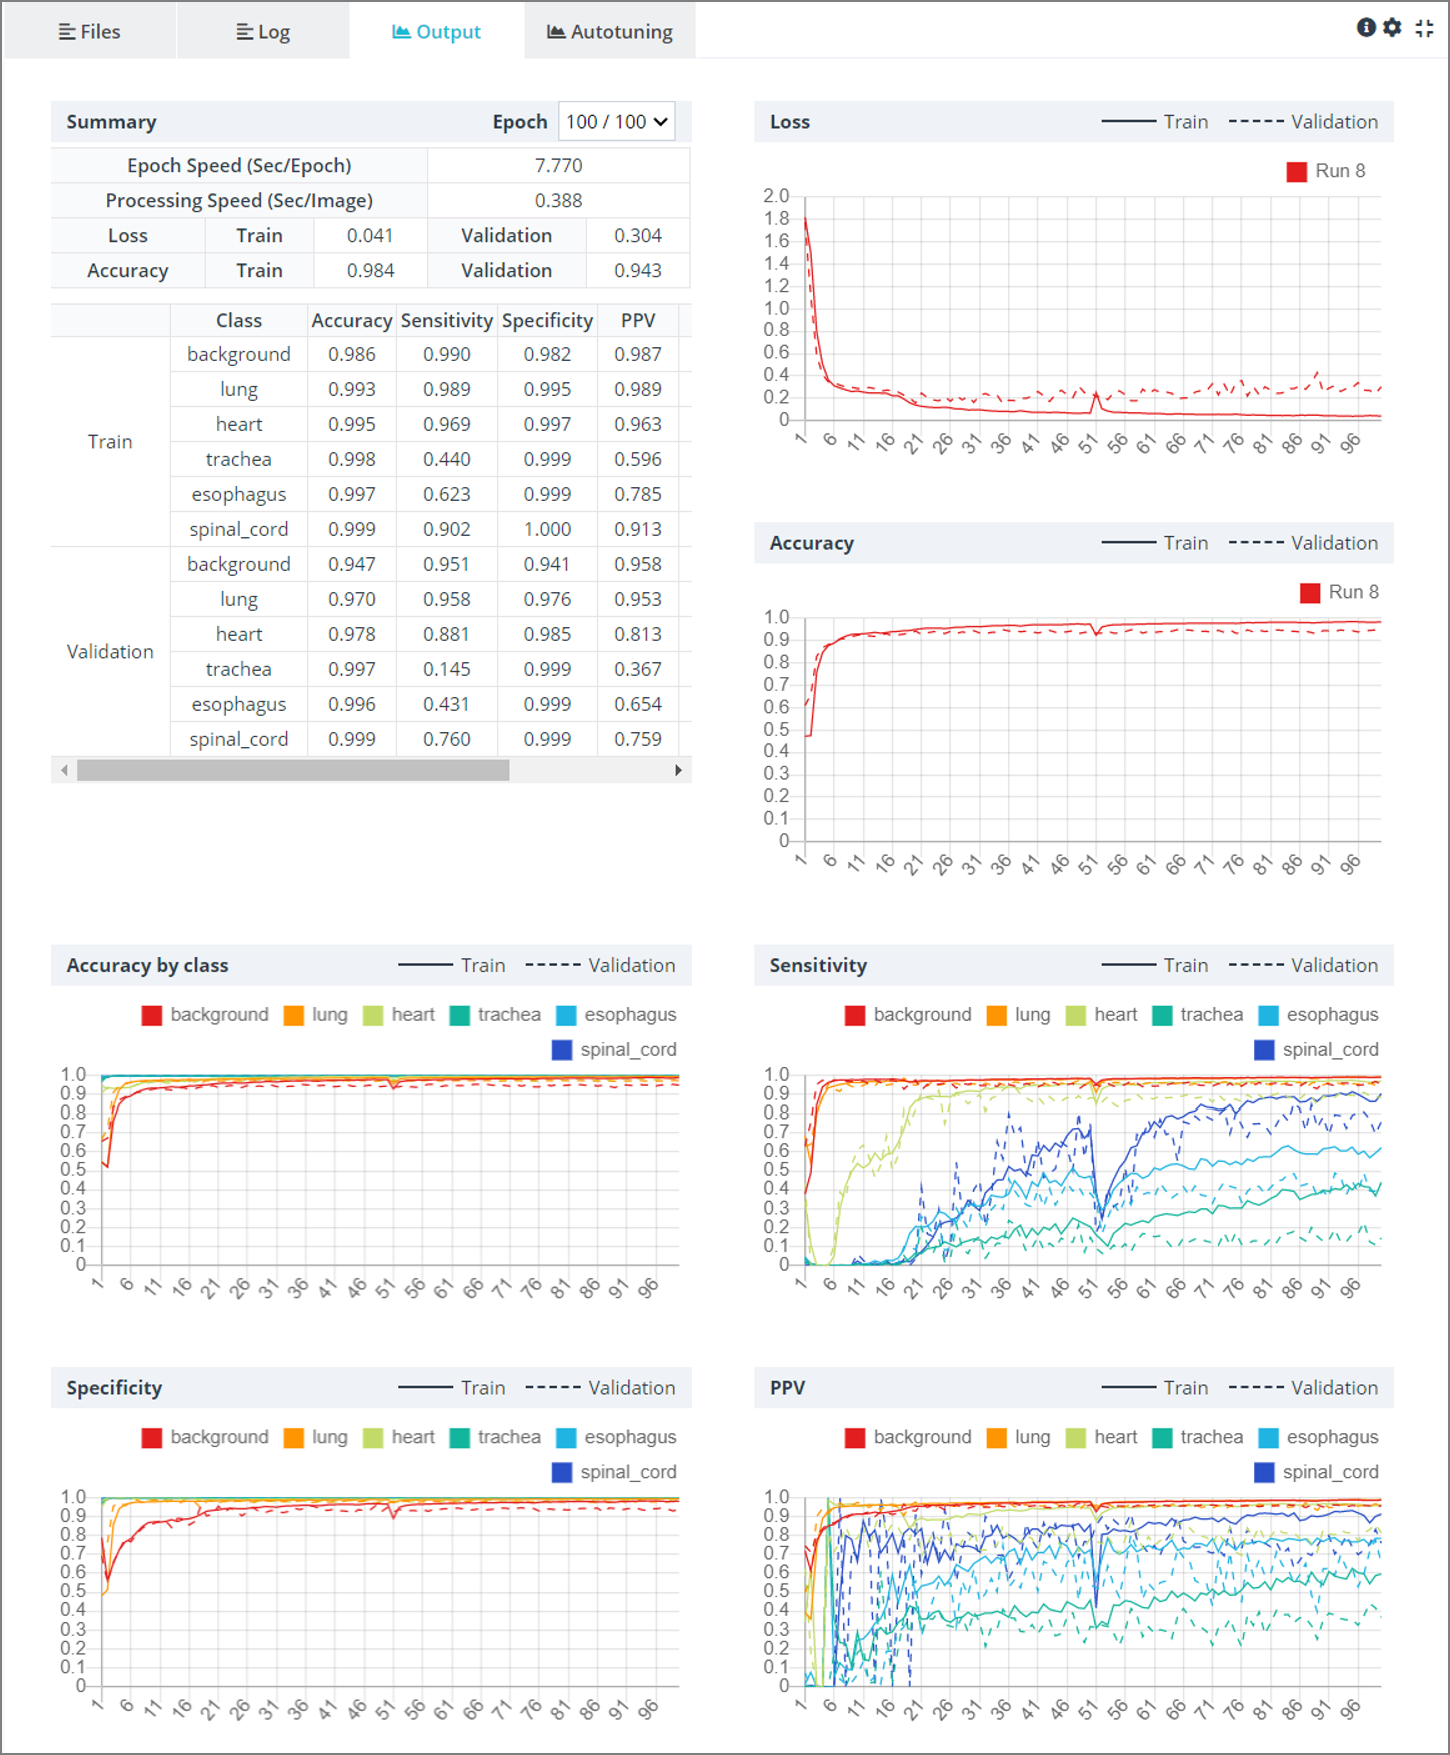 Files Log Output Autotuning
Summary Epoch 100 / 100
Epoch Speed (Sec/Epoch) 7.770
Processing Speed (Sec/Image) 0.388
Loss Train 0.041 Validation 0.304
Accuracy Train 0.984 Validation 0.943
Class Accuracy Sensitivity Specificity PPV
Train
background 0.986 0.990 0.982 0.987
lung 0.993 0.989 0.995 0.989
heart 0.995 0.969 0.997 0.963
trachea 0.998 0.440 0.999 0.596
esophagus 0.997 0.623 0.999 0.785
spinal_cord 0.999 0.902 1.000 0.913
Validation
background 0.947 0.951 0.941 0.958
lung 0.970 0.958 0.976 0.953
heart 0.978 0.881 0.985 0.813
trachea 0.997 0.145 0.999 0.367
esophagus 0.996 0.431 0.999 0.654
spinal_cord 0.999 0.760 0.999 0.759
Loss Train Validation
Run 8
2.0
1.8
1.6
1.4
1.2
1.0
0.8
0.6
0.4
0.2
0
1 6 11 16 21 26 31 36 41 46 51 56 61 66 71 76 81 86 91 96
Accuracy Train Validation
Run 8
1.0
0.9
0.8
0.7
0.6
0.5
0.4
0.3
0.2
0.1
0
1 6 11 16 21 26 31 36 41 46 51 56 61 66 71 76 81 86 91 96
Accuracy by class Train Validation
background lung heart trachea esophagus
spinal_cord
1.0
0.9
0.8
0.7
0.6
0.5
0.4
0.3
0.2
0.1
0
1 6 11 16 21 26 31 36 41 46 51 56 61 66 71 76 81 86 91 96
Sensitivity Train Validation
background lung heart trachea esophagus
spinal_cord
1.0
0.9
0.8
0.7
0.6
0.5
0.4
0.3
0.2
0.1
0
1 6 11 16 21 26 31 36 41 46 51 56 61 66 71 76 81 86 91 96
Specificity Train Validation
background lung heart trachea esophagus
spinal_cord
1.0
0.9
0.8
0.7
0.6
0.5
0.4
0.3
0.2
0.1
0
1 6 11 16 21 26 31 36 41 46 51 56 61 66 71 76 81 86 91 96
PPV Train Validation
background lung heart trachea esophagus
spinal_cord
1.0
0.9
0.8
0.7
0.6
0.5
0.4
0.3
0.2
0.1
0
1 6 11 16 21 26 31 36 41 46 51 56 61 66 71 76 81 86 91 96